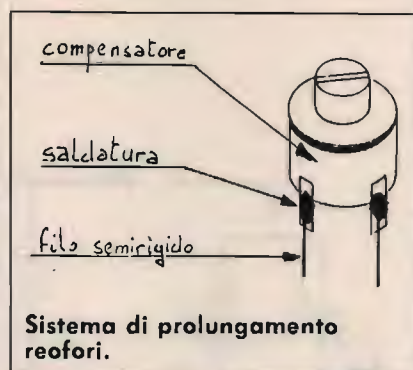 compensatore
saldatura
filo semirigido
Sistema di prolungamento
reofori.